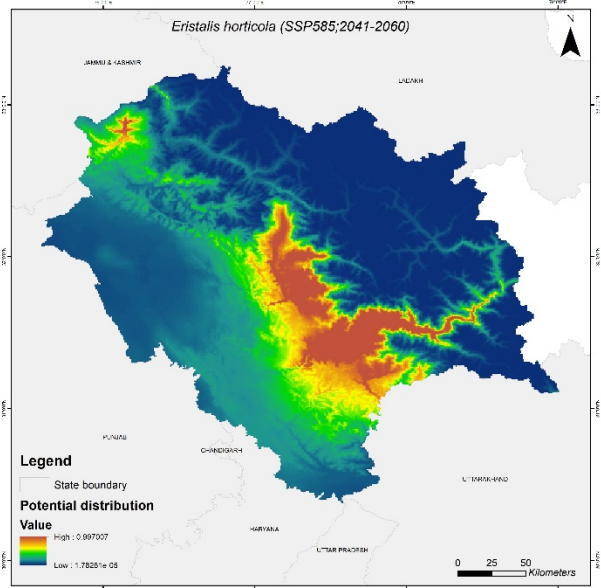 Eristalis horticola (SSP585;2041-2060)
N
JAMMU & KASHMIR
LADAKH
PUNJAB
CHANDIGARH
UTTARAKHAND
HARYANA
UTTAR PRADESH
Legend
State boundary
Potential distribution
Value
High : 0.997007
Low : 1.78251e-05
0 25 50
Kilometers